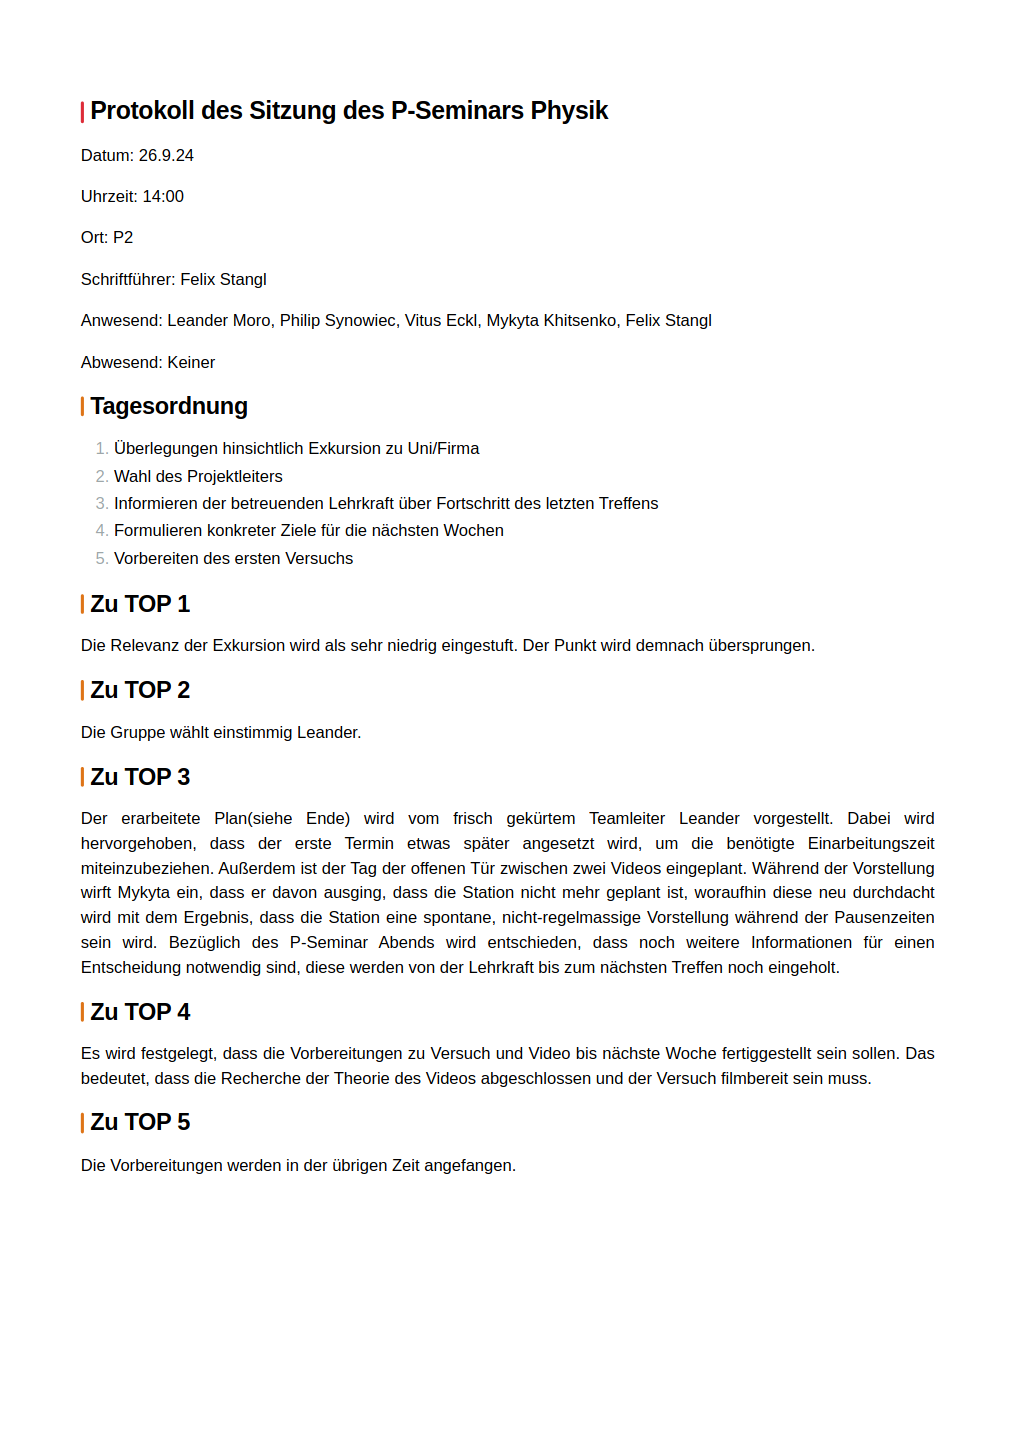 Protokoll des Sitzung des P-Seminars Physik
Datum: 26.9.24
Uhrzeit: 14:00
Ort: P2
Schriftführer: Felix Stangl
Anwesend: Leander Moro, Philip Synowiec, Vitus Eckl, Mykyta Khitsenko, Felix Stangl
Abwesend: Keiner
Tagesordnung
1. Überlegungen hinsichtlich Exkursion zu Uni/Firma
2. Wahl des Projektleiters
3. Informieren der betreuenden Lehrkraft über Fortschritt des letzten Treffens
4. Formulieren konkreter Ziele für die nächsten Wochen
5. Vorbereiten des ersten Versuchs
Zu TOP 1
Die Relevanz der Exkursion wird als sehr niedrig eingestuft. Der Punkt wird demnach übersprungen.
Zu TOP 2
Die Gruppe wählt einstimmig Leander.
Zu TOP 3
Der erarbeitete Plan(siehe Ende) wird vom frisch gekürtem Teamleiter Leander vorgestellt. Dabei wird
hervorgehoben, dass der erste Termin etwas später angesetzt wird, um die benötigte Einarbeitungszeit
miteinzubeziehen. Außerdem ist der Tag der offenen Tür zwischen zwei Videos eingeplant. Während der Vorstellung
wirft Mykyta ein, dass er davon ausging, dass die Station nicht mehr geplant ist, woraufhin diese neu durchdacht
wird mit dem Ergebnis, dass die Station eine spontane, nicht-regelmassige Vorstellung während der Pausenzeiten
sein wird. Bezüglich des P-Seminar Abends wird entschieden, dass noch weitere Informationen für einen
Entscheidung notwendig sind, diese werden von der Lehrkraft bis zum nächsten Treffen noch eingeholt.
Zu TOP 4
Es wird festgelegt, dass die Vorbereitungen zu Versuch und Video bis nächste Woche fertiggestellt sein sollen. Das
bedeutet, dass die Recherche der Theorie des Videos abgeschlossen und der Versuch filmbereit sein muss.
Zu TOP 5
Die Vorbereitungen werden in der übrigen Zeit angefangen.